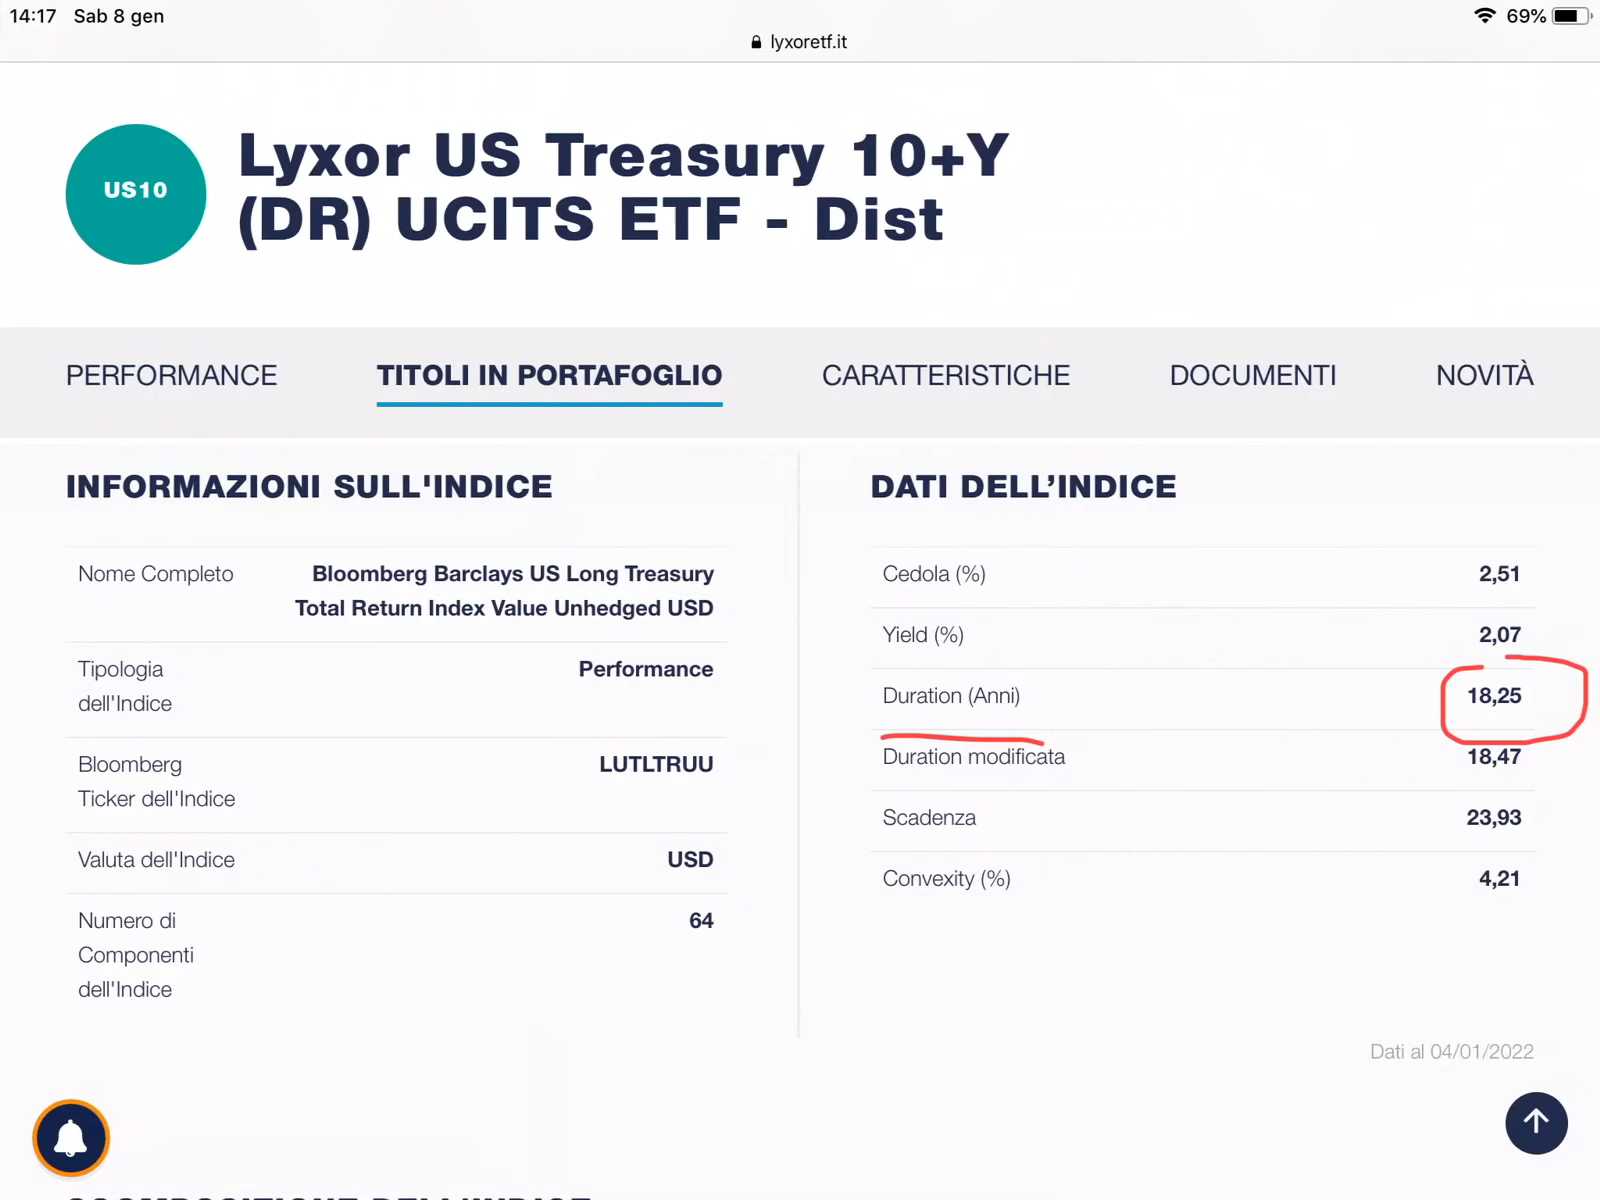 14:17 Sab 8 gen
69%
lyxoretf.it
US10
Lyxor US Treasury 10+Y
(DR) UCITS ETF - Dist
PERFORMANCE TITOLI IN PORTAFOGLIO CARATTERISTICHE DOCUMENTI NOVITÀ
INFORMAZIONI SULL'INDICE
Nome Completo Bloomberg Barclays US Long Treasury
Total Return Index Value Unhedged USD
Tipologia Performance
dell'Indice
Bloomberg LUTLTRUU
Ticker dell'Indice
Valuta dell'Indice USD
Numero di 64
Componenti
dell'Indice
DATI DELL’INDICE
Cedola (%) 2,51
Yield (%) 2,07
Duration (Anni) 18,25
Duration modificata 18,47
Scadenza 23,93
Convexity (%) 4,21
Dati al 04/01/2022
SCOMPOSIZIONE DELL'INDICE